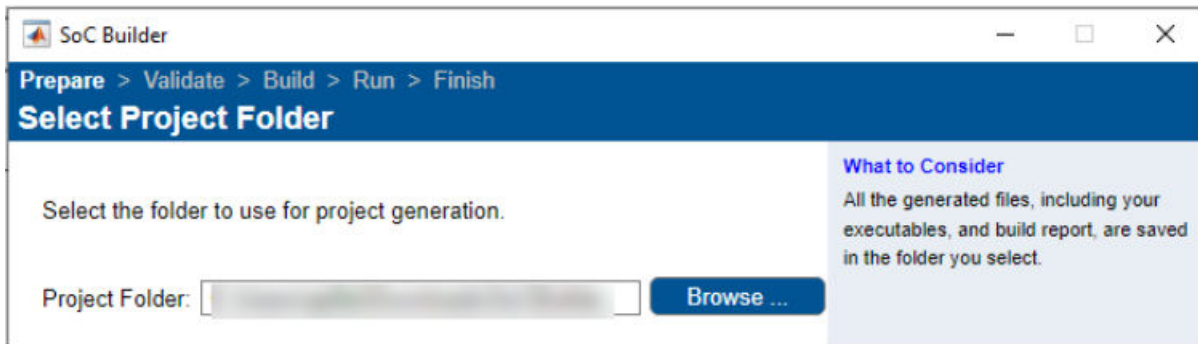 SoC Builder
Prepare > Validate > Build > Run > Finish
Select Project Folder
Select the folder to use for project generation.
Project Folder:
Browse ...
What to Consider
All the generated files, including your
executables, and build report, are saved
in the folder you select.